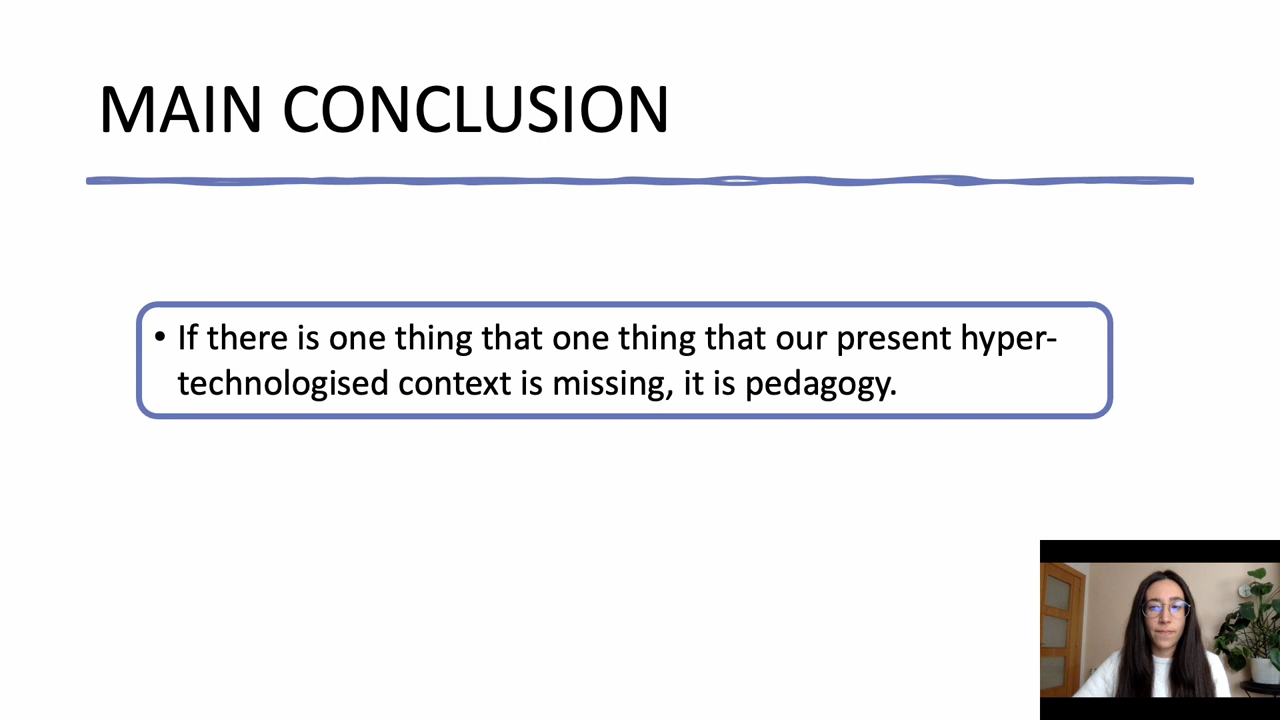 MAIN CONCLUSION
• If there is one thing that one thing that our present hyper-
technologised context is missing, it is pedagogy.